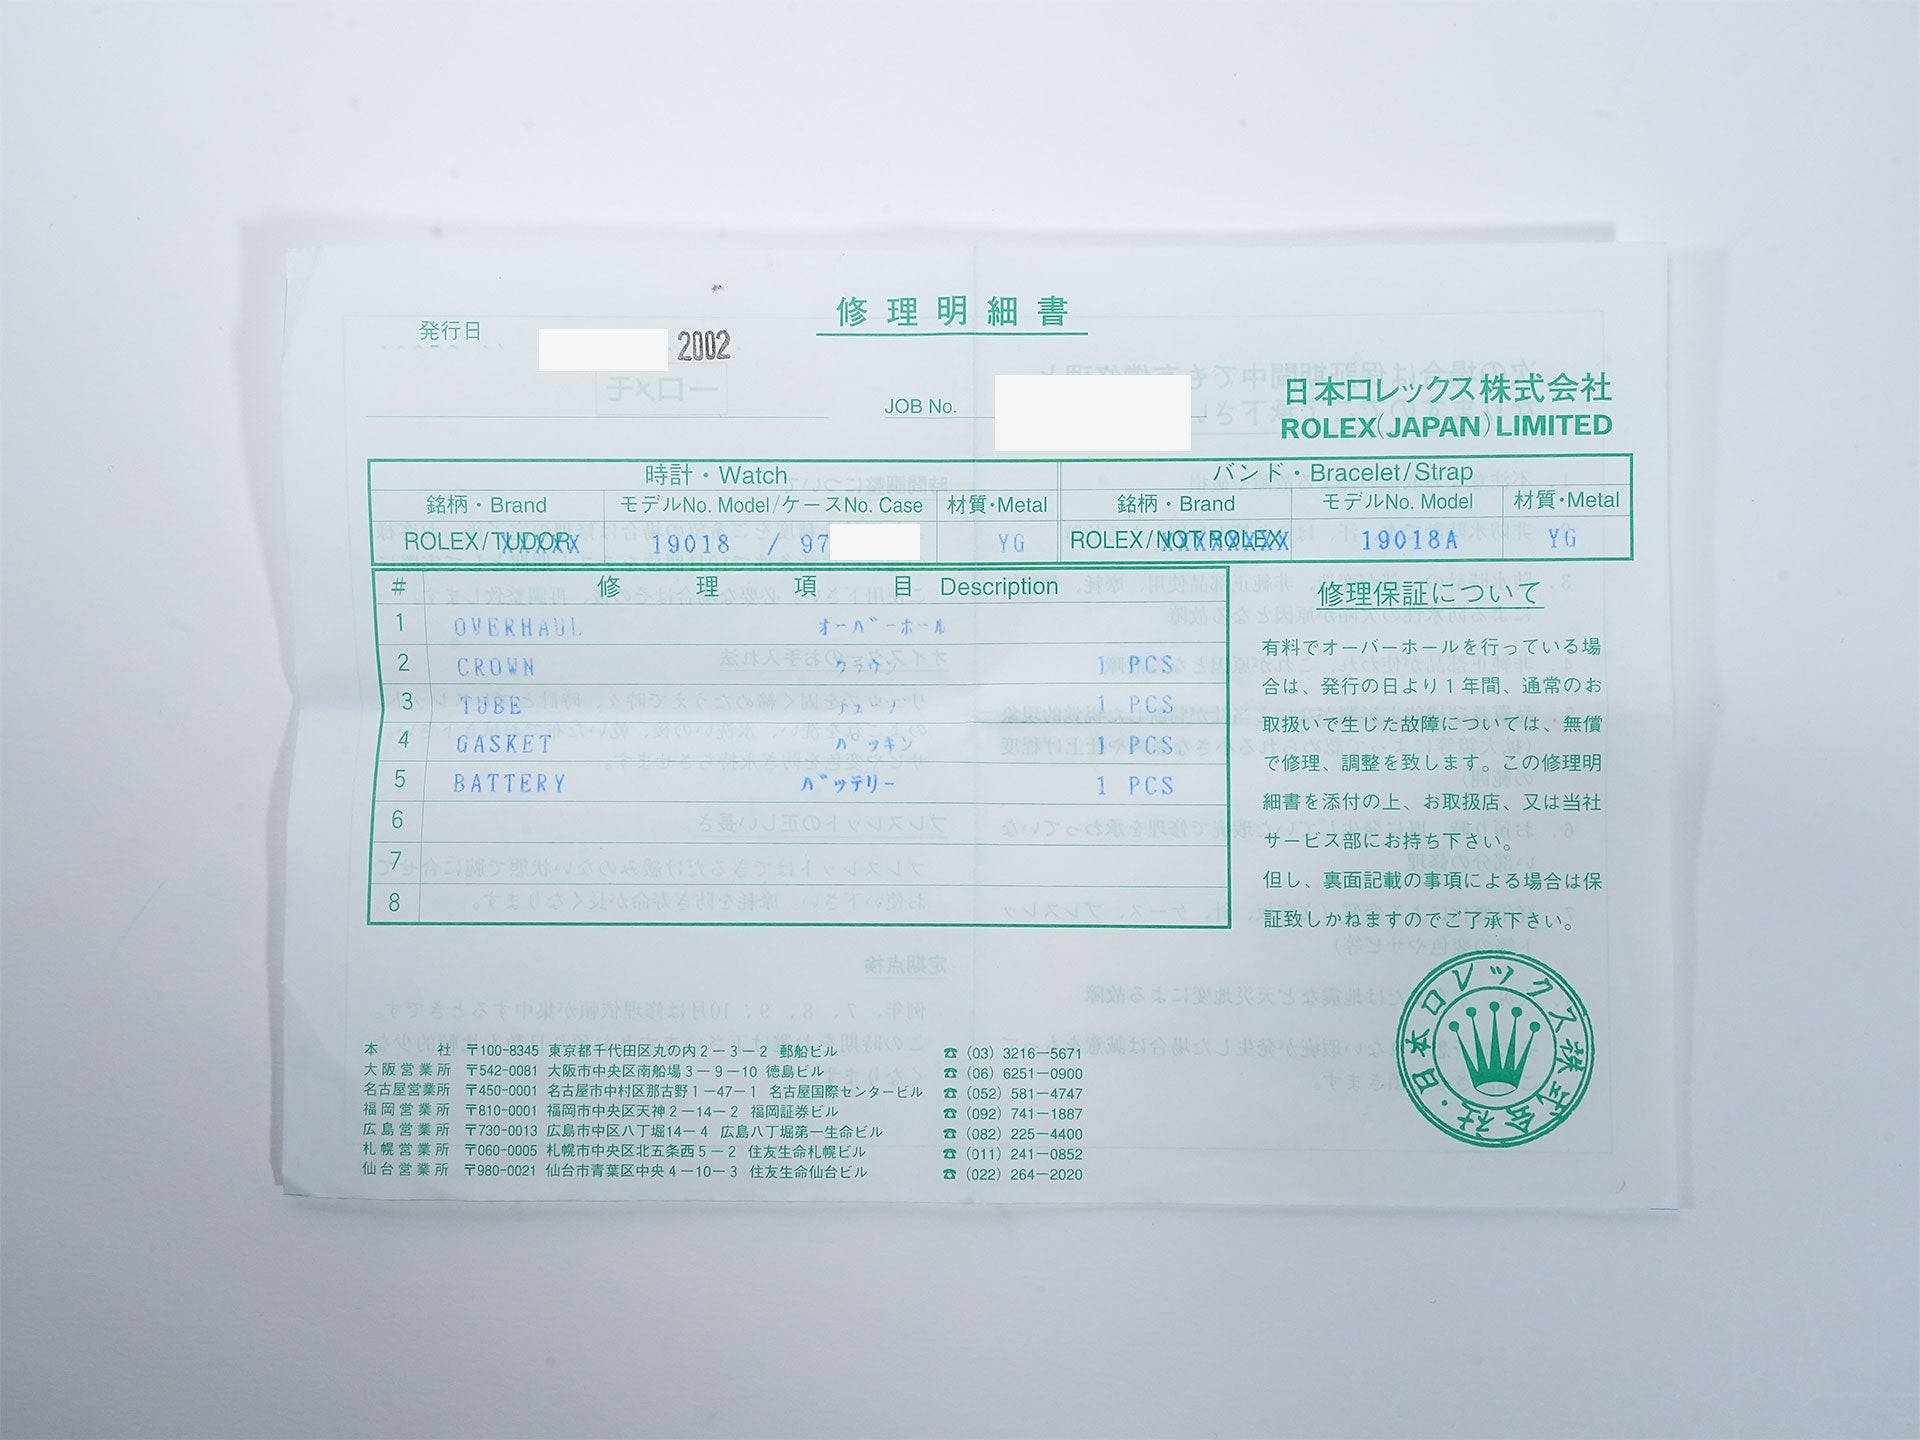 修理明細書
発行日 2002
JOB No.
日本ロレックス株式会社
ROLEX(JAPAN)LIMITED
時計・Watch バンド・Bracelet/Strap
銘柄・Brand モデルNo. Model/ケースNo. Case 材質・Metal 銘柄・Brand モデルNo. Model 材質・Metal
ROLEX/TUDOR XXXXX 19018 / 97 YG ROLEX/NOT ROLEX XXXXXXXX 19018A YG
# 修理項目 Description
1 OVERHAUL オーバーホール
2 CROWN クラウン 1 PCS
3 TUBE チューブ 1 PCS
4 GASKET パッキン 1 PCS
5 BATTERY バッテリー 1 PCS
6
7
8
修理保証について
有料でオーバーホールを行っている場
合は、発行の日より1年間、通常のお
取扱いで生じた故障については、無償
で修理、調整を致します。この修理明
細書を添付の上、お取扱店、又は当社
サービス部にお持ち下さい。
但し、裏面記載の事項による場合は保
証致しかねますのでご了承下さい。
本社 〒100-8345 東京都千代田区丸の内2-3-2 郵船ビル ☎(03)3216-5671
大阪営業所 〒542-0081 大阪市中央区南船場3-9-10 徳島ビル ☎(06)6251-0900
名古屋営業所 〒450-0001 名古屋市中村区那古野1-47-1 名古屋国際センタービル ☎(052)581-4747
福岡営業所 〒810-0001 福岡市中央区天神2-14-2 福岡証券ビル ☎(092)741-1887
広島営業所 〒730-0013 広島市中区八丁堀14-4 広島八丁堀第一生命ビル ☎(082)225-4400
札幌営業所 〒060-0005 札幌市中央区北五条西5-2 住友生命札幌ビル ☎(011)241-0852
仙台営業所 〒980-0021 仙台市青葉区中央4-10-3 住友生命仙台ビル ☎(022)264-2020
日本ロレックス株式会社・